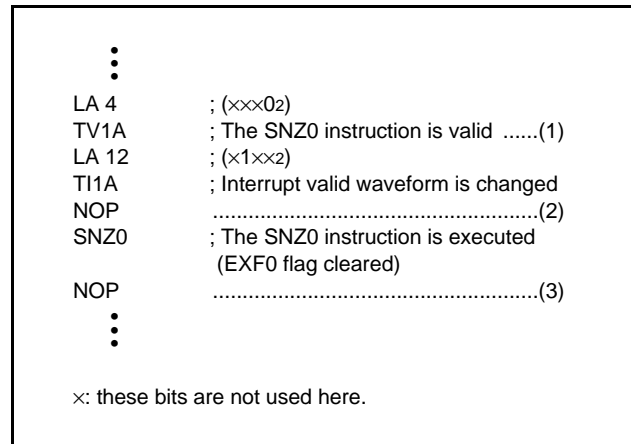 LA 4 ; (×××02)
TV1A ; The SNZ0 instruction is valid ......(1)
LA 12 ; (×1××2)
TI1A ; Interrupt valid waveform is changed
NOP ......................................................(2)
SNZ0 ; The SNZ0 instruction is executed
(EXF0 flag cleared)
NOP ......................................................(3)
×: these bits are not used here.